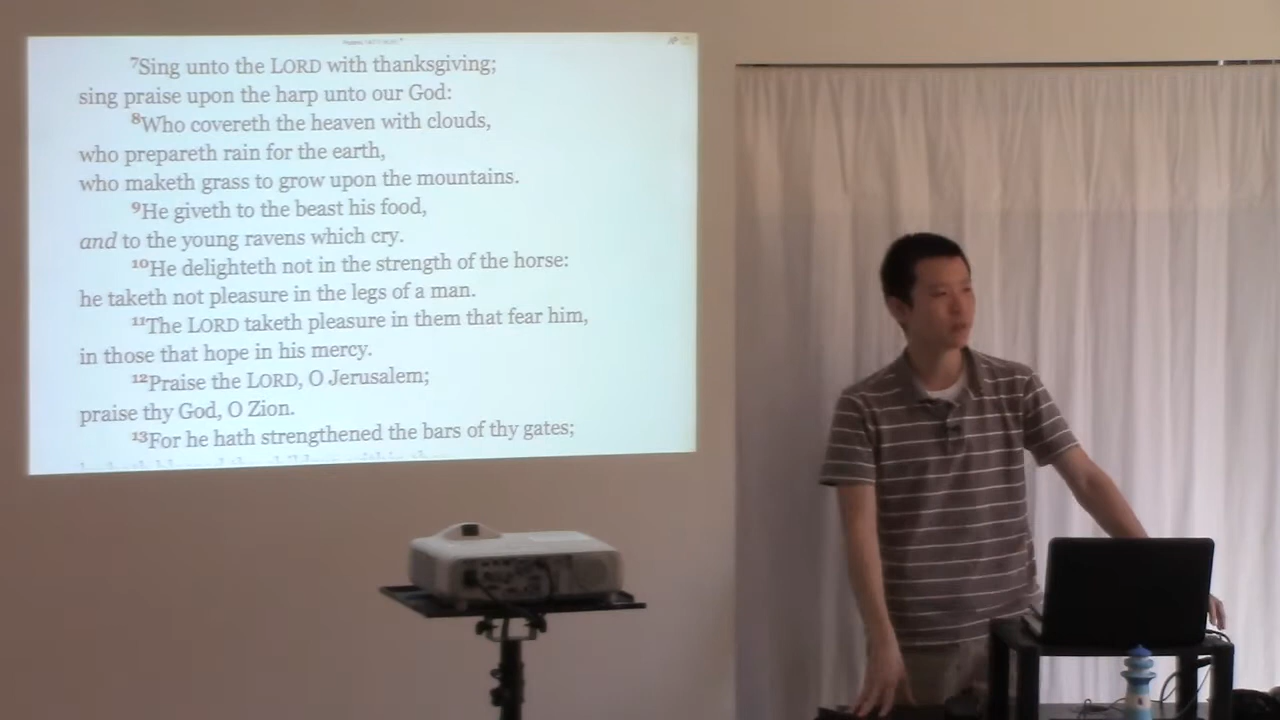 ⁷Sing unto the LORD with thanksgiving;
sing praise upon the harp unto our God:
⁸Who covereth the heaven with clouds,
who prepareth rain for the earth,
who maketh grass to grow upon the mountains.
⁹He giveth to the beast his food,
and to the young ravens which cry.
¹⁰He delighteth not in the strength of the horse:
he taketh not pleasure in the legs of a man.
¹¹The LORD taketh pleasure in them that fear him,
in those that hope in his mercy.
¹²Praise the LORD, O Jerusalem;
praise thy God, O Zion.
¹³For he hath strengthened the bars of thy gates;